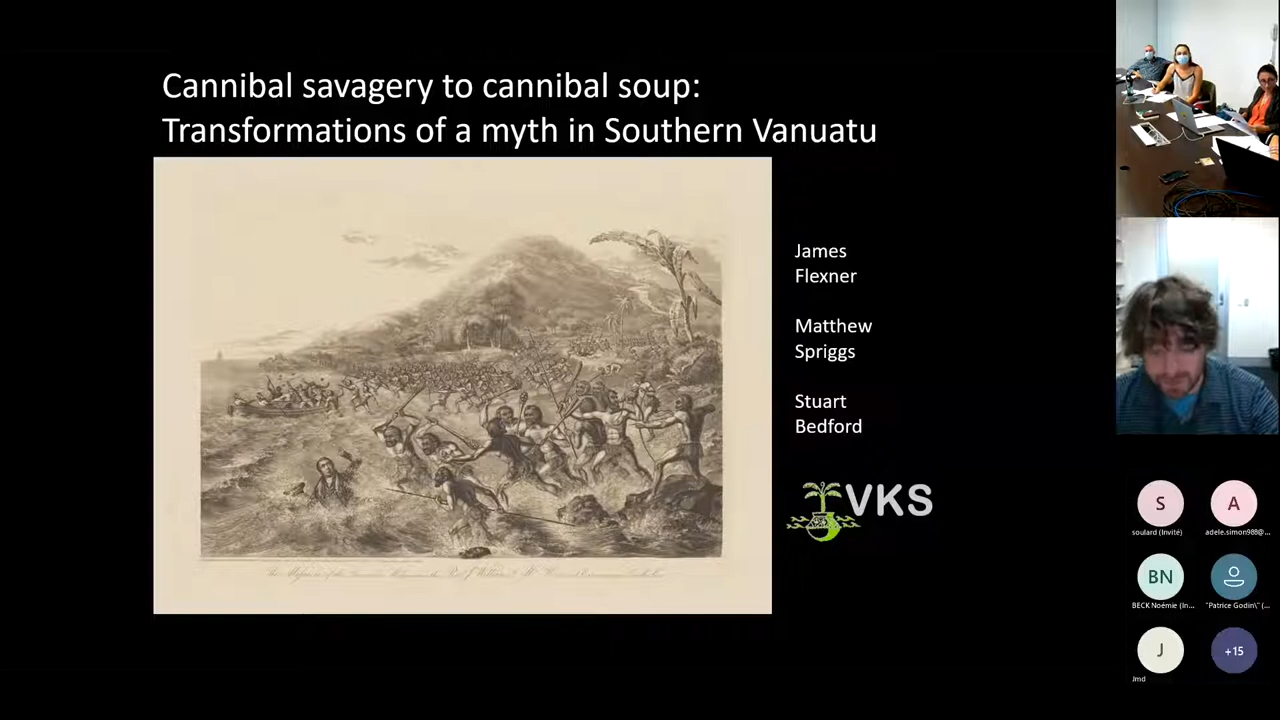 Cannibal savagery to cannibal soup:
Transformations of a myth in Southern Vanuatu
James
Flexner
Matthew
Spriggs
Stuart
Bedford
VKS
S
A
soulard (Invité)
adele.simon988@...
BN
BECK Noémie (In...
"Patrice Godin\" (...
J
+15
Jmd